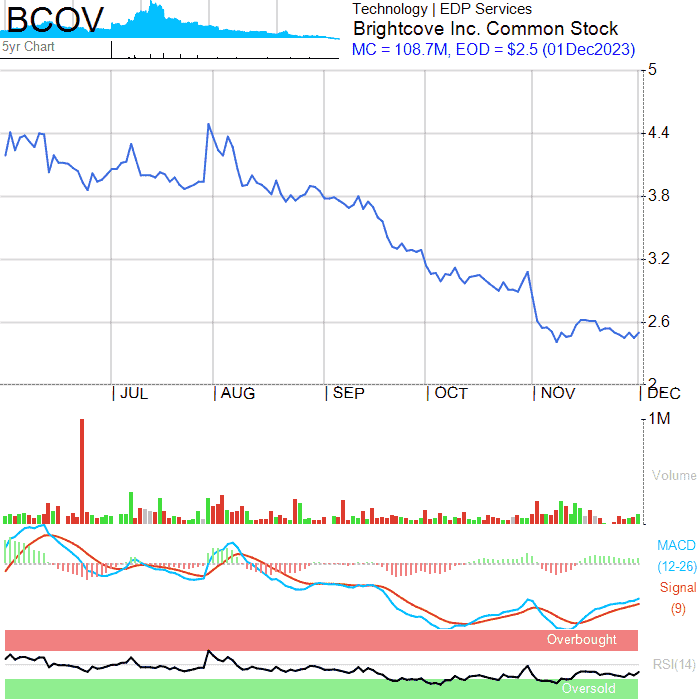 BCOV
5yr Chart
Technology | EDP Services
Brightcove Inc. Common Stock
MC = 108.7M, EOD = $2.5 (01Dec2023)
5
4.4
3.8
3.2
2.6
2
JUL
AUG
SEP
OCT
NOV
DEC
1M
Volume
MACD
(12-26)
Signal
(9)
Overbought
RSI(14)
Oversold